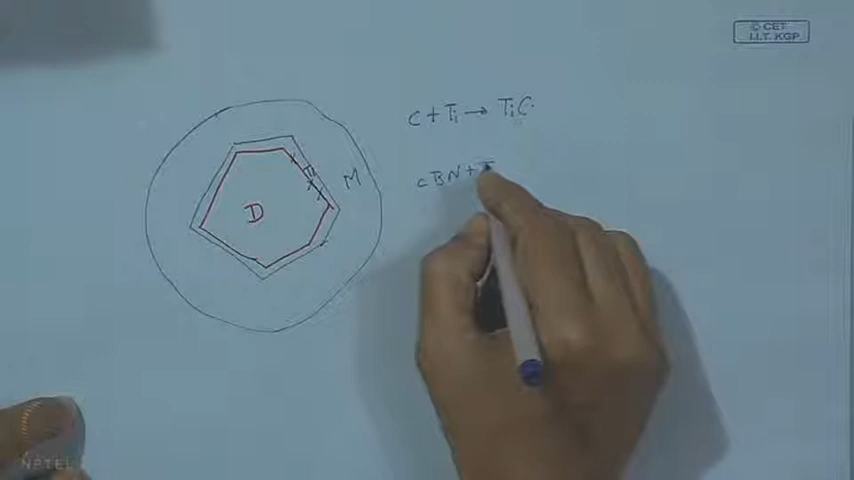 © CET
I.I.T. KGP
C + Ti → TiC
cBN + T
M
D
NPTEL